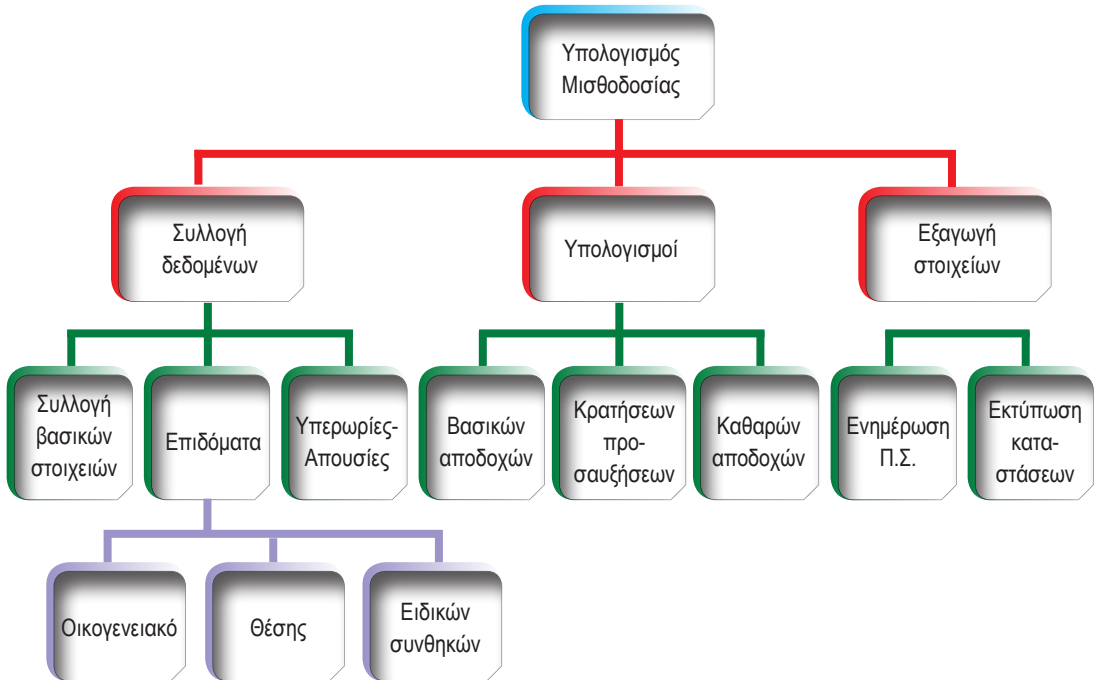 Υπολογισμός
Μισθοδοσίας
Συλλογή
δεδομένων
Υπολογισμοί
Εξαγωγή
στοιχείων
Συλλογή
βασικών
στοιχειών
Επιδόματα
Υπερωρίες-
Απουσίες
Βασικών
αποδοχών
Κρατήσεων
προ-
σαυξήσεων
Καθαρών
αποδοχών
Ενημέρωση
Π.Σ.
Εκτύπωση
κατα-
στάσεων
Οικογενειακό
Θέσης
Ειδικών
συνθηκών